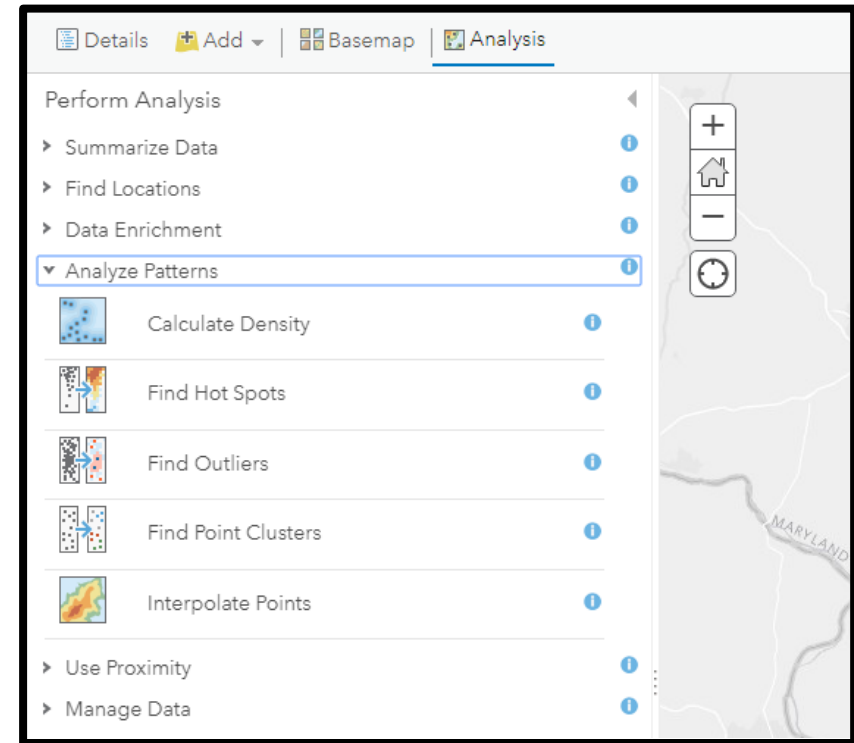 Details Add Basemap Analysis
Perform Analysis
Summarize Data
Find Locations
Data Enrichment
Analyze Patterns
Calculate Density
Find Hot Spots
Find Outliers
Find Point Clusters
Interpolate Points
Use Proximity
Manage Data
MARYLAND